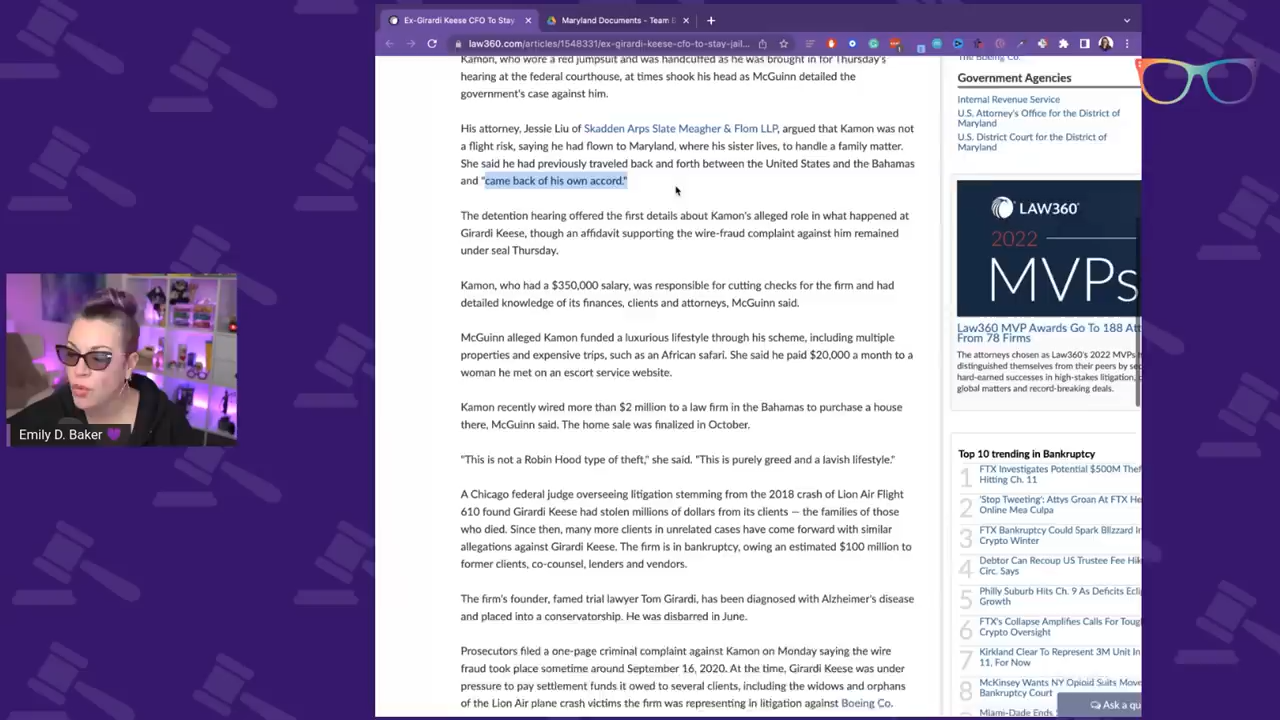 Ex-Girardi Keese CFO To Stay
Maryland Documents - Team
law360.com/articles/1548331/ex-girardi-keese-cfo-to-stay-jail...
Kamon, who wore a red jumpsuit and was handcuffed as he was brought in for Thursday's
hearing at the federal courthouse, at times shook his head as McGuinn detailed the
government's case against him.
His attorney, Jessie Liu of Skadden Arps Slate Meagher & Flom LLP, argued that Kamon was not
a flight risk, saying he had flown to Maryland, where his sister lives, to handle a family matter.
She said he had previously traveled back and forth between the United States and the Bahamas
and "came back of his own accord."
The detention hearing offered the first details about Kamon's alleged role in what happened at
Girardi Keese, though an affidavit supporting the wire-fraud complaint against him remained
under seal Thursday.
Kamon, who had a $350,000 salary, was responsible for cutting checks for the firm and had
detailed knowledge of its finances, clients and attorneys, McGuinn said.
McGuinn alleged Kamon funded a luxurious lifestyle through his scheme, including multiple
properties and expensive trips, such as an African safari. She said he paid $20,000 a month to a
woman he met on an escort service website.
Kamon recently wired more than $2 million to a law firm in the Bahamas to purchase a house
there, McGuinn said. The home sale was finalized in October.
"This is not a Robin Hood type of theft," she said. "This is purely greed and a lavish lifestyle."
A Chicago federal judge overseeing litigation stemming from the 2018 crash of Lion Air Flight
610 found Girardi Keese had stolen millions of dollars from its clients — the families of those
who died. Since then, many more clients in unrelated cases have come forward with similar
allegations against Girardi Keese. The firm is in bankruptcy, owing an estimated $100 million to
former clients, co-counsel, lenders and vendors.
The firm's founder, famed trial lawyer Tom Girardi, has been diagnosed with Alzheimer's disease
and placed into a conservatorship. He was disbarred in June.
Prosecutors filed a one-page criminal complaint against Kamon on Monday saying the wire
fraud took place sometime around September 16, 2020. At the time, Girardi Keese was under
pressure to pay settlement funds it owed to several clients, including the widows and orphans
of the Lion Air plane crash victims the firm was representing in litigation against Boeing Co.
The Boeing Co.
Government Agencies
Internal Revenue Service
U.S. Attorney's Office for the District of
Maryland
U.S. District Court for the District of
Maryland
LAW360
2022
MVPs
Law360 MVP Awards Go To 188
From 78 Firms
The attorneys chosen as Law360's 2022 MVPs
distinguished themselves from their peers by
hard-earned successes in high-stakes litigation,
global matters and record-breaking deals.
Top 10 trending in Bankruptcy
1 FTX Investigates Potential $500M
Hitting Ch. 11
2 'Stop Tweeting': Attys Groan At FTX
Online Mea Culpa
3 FTX Bankruptcy Could Spark Blizzard In
Crypto Winter
4 Debtor Can Recoup US Trustee Fee
Circ. Says
5 Philly Suburb Hits Ch. 9 As Deficits
Growth
6 FTX's Collapse Amplifies Calls For
Crypto Oversight
7 Kirkland Clear To Represent 3M Unit In
11, For Now
8 McKinsey Wants NY Opioid Suits
Bankruptcy Court
Miami-Dade Ends
Ask a
Emily D. Baker